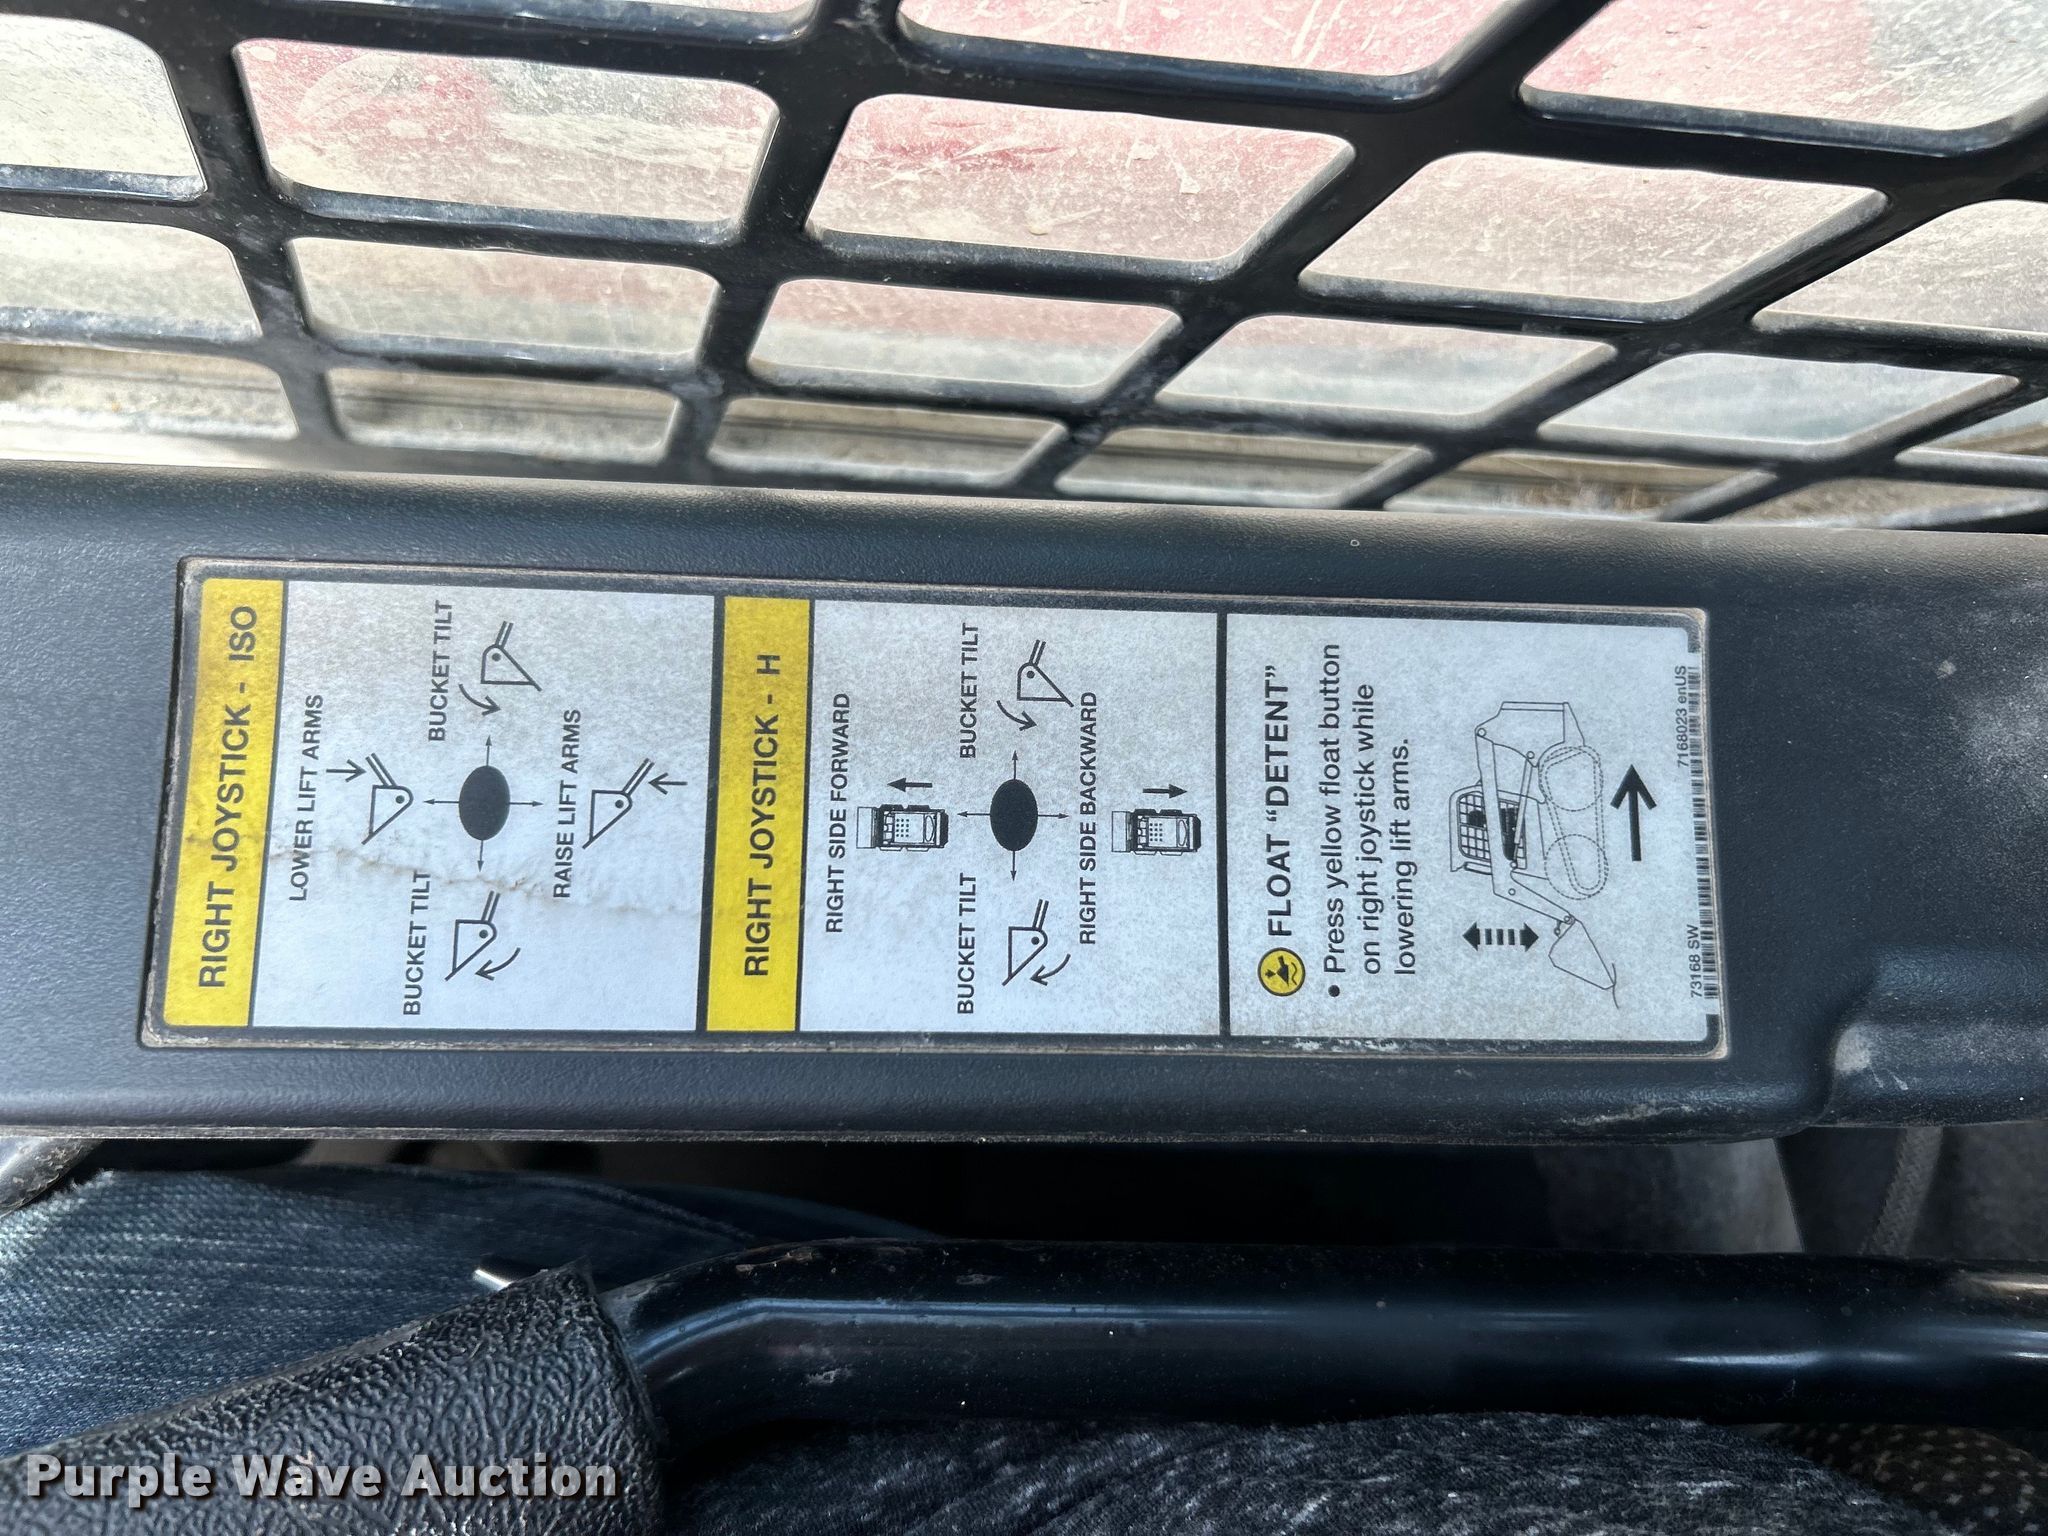 RIGHT JOYSTICK - ISO
LOWER LIFT ARMS
BUCKET TILT
BUCKET TILT
RAISE LIFT ARMS
RIGHT JOYSTICK - H
RIGHT SIDE FORWARD
BUCKET TILT
BUCKET TILT
RIGHT SIDE BACKWARD
FLOAT “DETENT”
• Press yellow float button
on right joystick while
lowering lift arms.
73168 SW
7168023 enUS
Purple Wave Auction